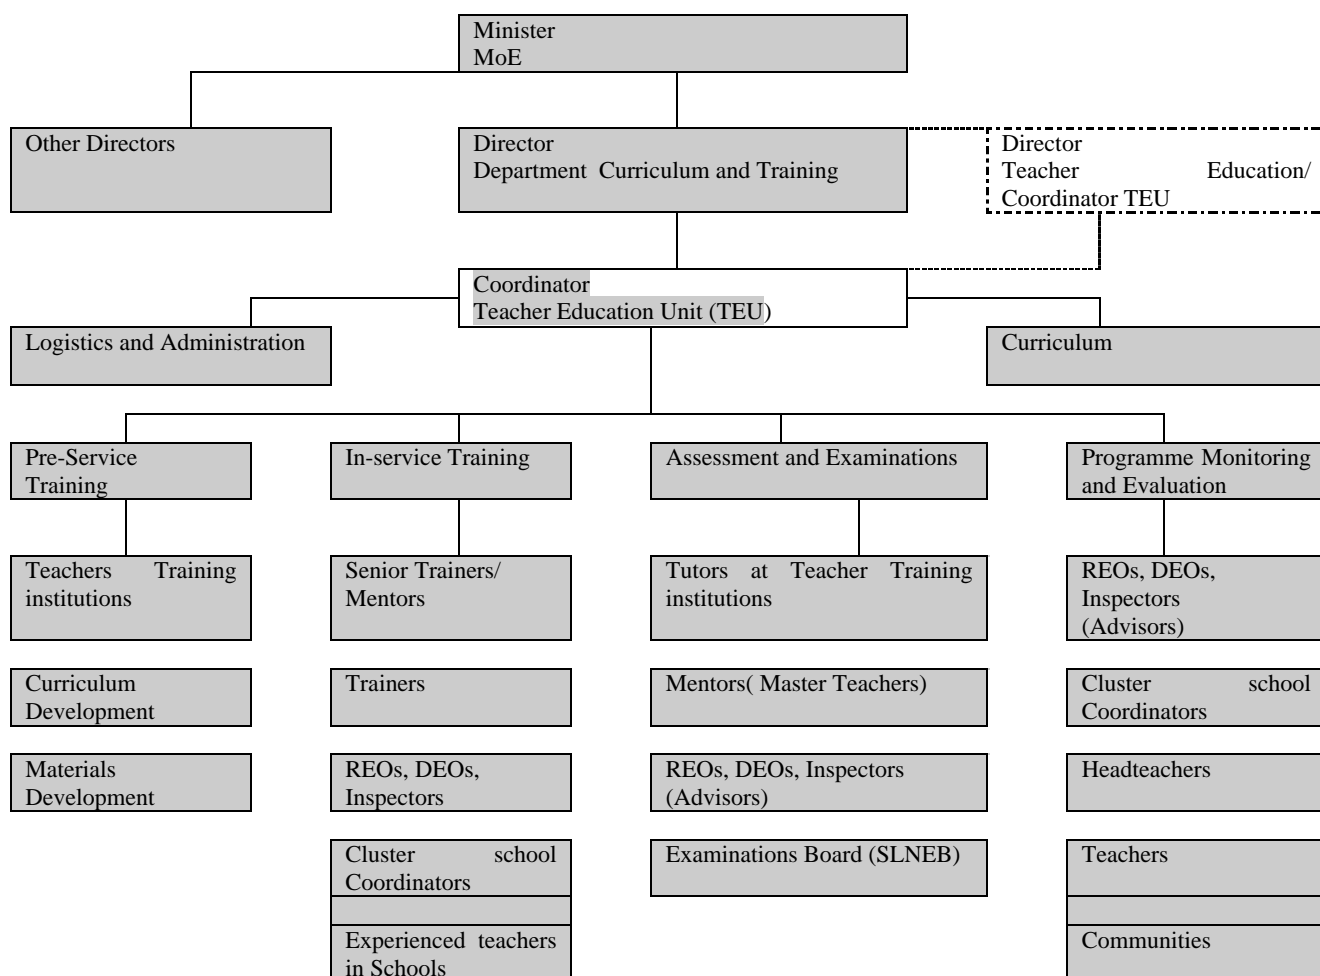 Minister
MoE
Other Directors
Director
Department Curriculum and Training
Director
Teacher Education/
Coordinator TEU
Coordinator
Teacher Education Unit (TEU)
Logistics and Administration
Curriculum
Pre-Service
Training
In-service Training
Assessment and Examinations
Programme Monitoring
and Evaluation
Teachers Training
institutions
Senior Trainers/
Mentors
Tutors at Teacher Training
institutions
REOs, DEOs,
Inspectors
(Advisors)
Curriculum
Development
Trainers
Mentors( Master Teachers)
Cluster school
Coordinators
Materials
Development
REOs, DEOs,
Inspectors
REOs, DEOs, Inspectors
(Advisors)
Headteachers
Cluster school
Coordinators
Examinations Board (SLNEB)
Teachers
Experienced teachers
in Schools
Communities